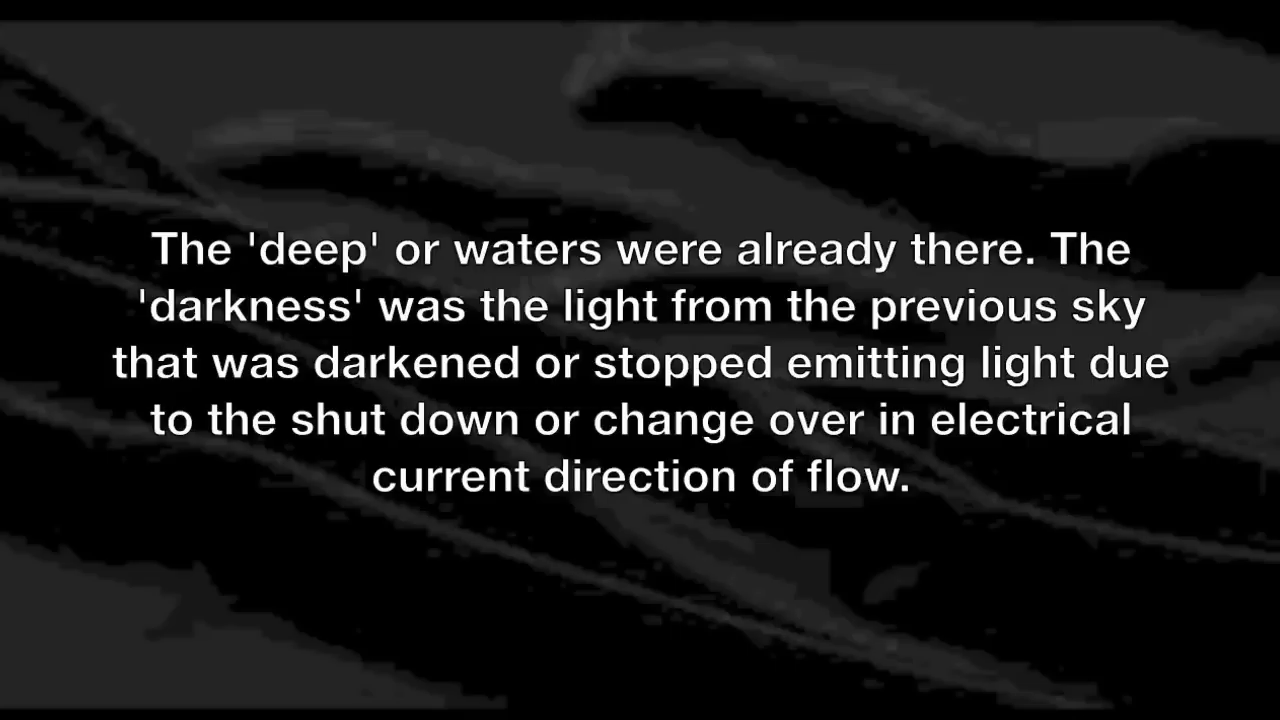 The 'deep' or waters were already there. The
'darkness' was the light from the previous sky
that was darkened or stopped emitting light due
to the shut down or change over in electrical
current direction of flow.